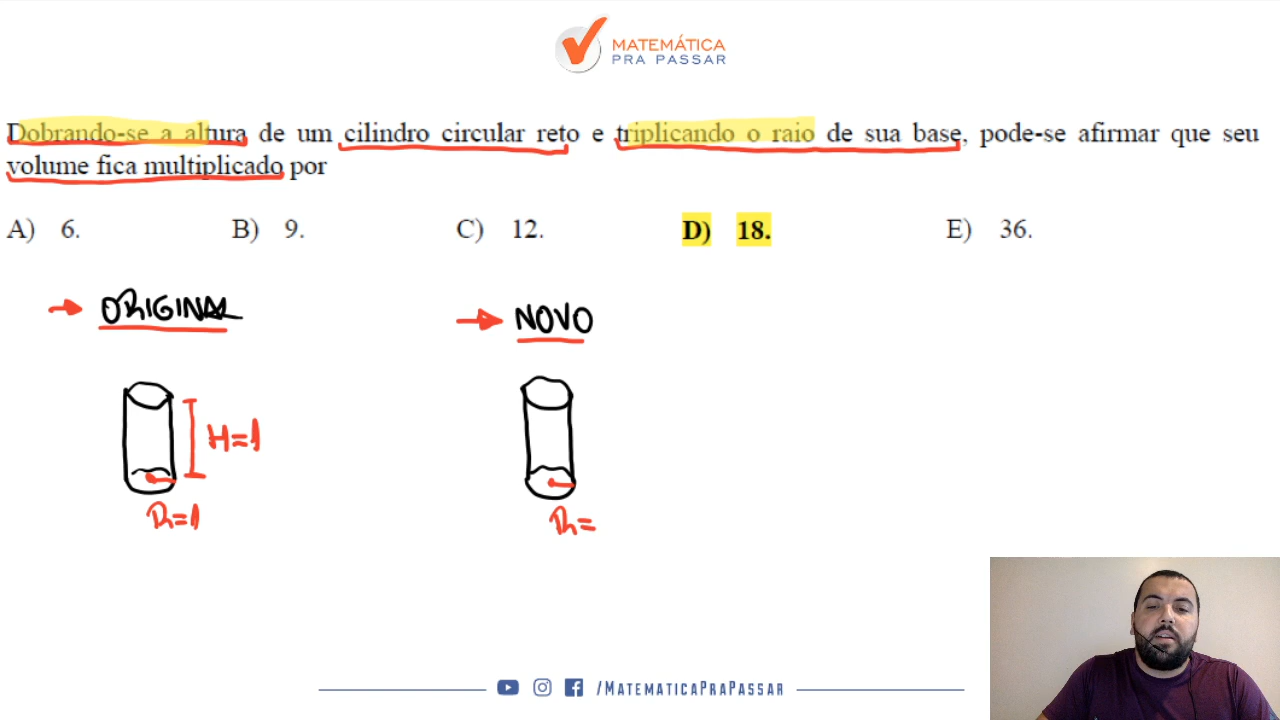 MATEMÁTICA
PRA PASSAR
Dobrando-se a altura de um cilindro circular reto e triplicando o raio de sua base, pode-se afirmar que seu
volume fica multiplicado por
A) 6. B) 9. C) 12. D) 18. E) 36.
ORIGINAL NOVO
H=1
R=1 R=
/MATEMATICAPRAPASSAR